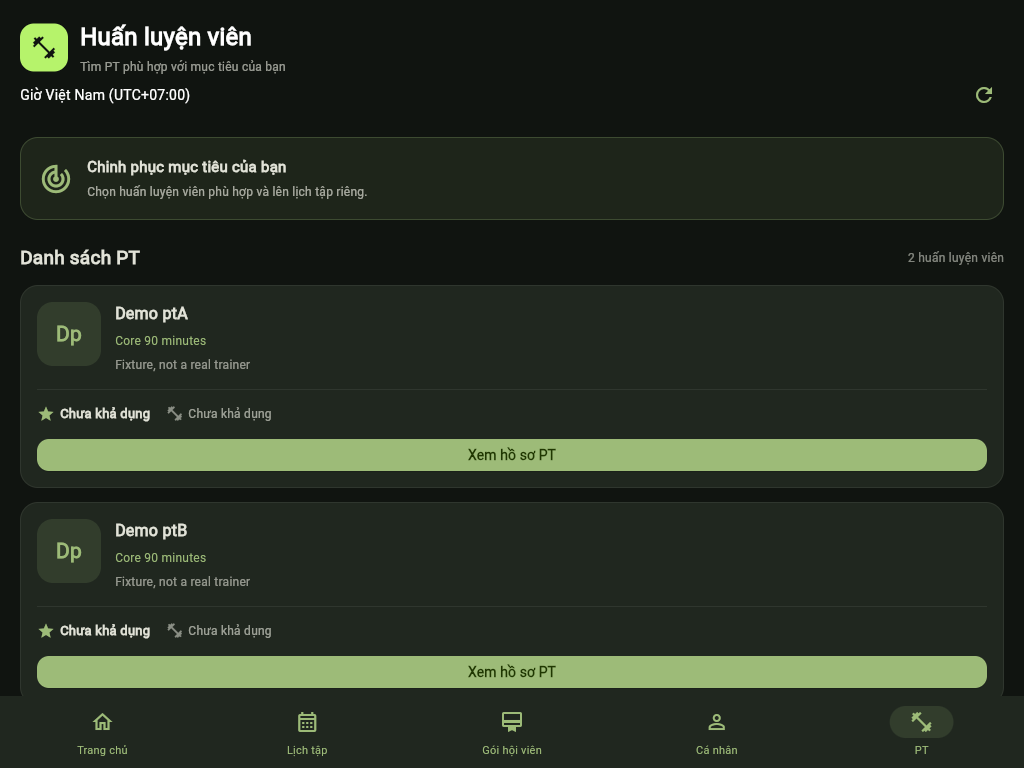 Huấn luyện viên
Tìm PT phù hợp với mục tiêu của bạn
Giờ Việt Nam (UTC+07:00)
Chinh phục mục tiêu của bạn
Chọn huấn luyện viên phù hợp và lên lịch tập riêng.
Danh sách PT
2 huấn luyện viên
Dp
Demo ptA
Core 90 minutes
Fixture, not a real trainer
Chưa khả dụng Chưa khả dụng
Xem hồ sơ PT
Dp
Demo ptB
Core 90 minutes
Fixture, not a real trainer
Chưa khả dụng Chưa khả dụng
Xem hồ sơ PT
Trang chủ Lịch tập Gói hội viên Cá nhân PT